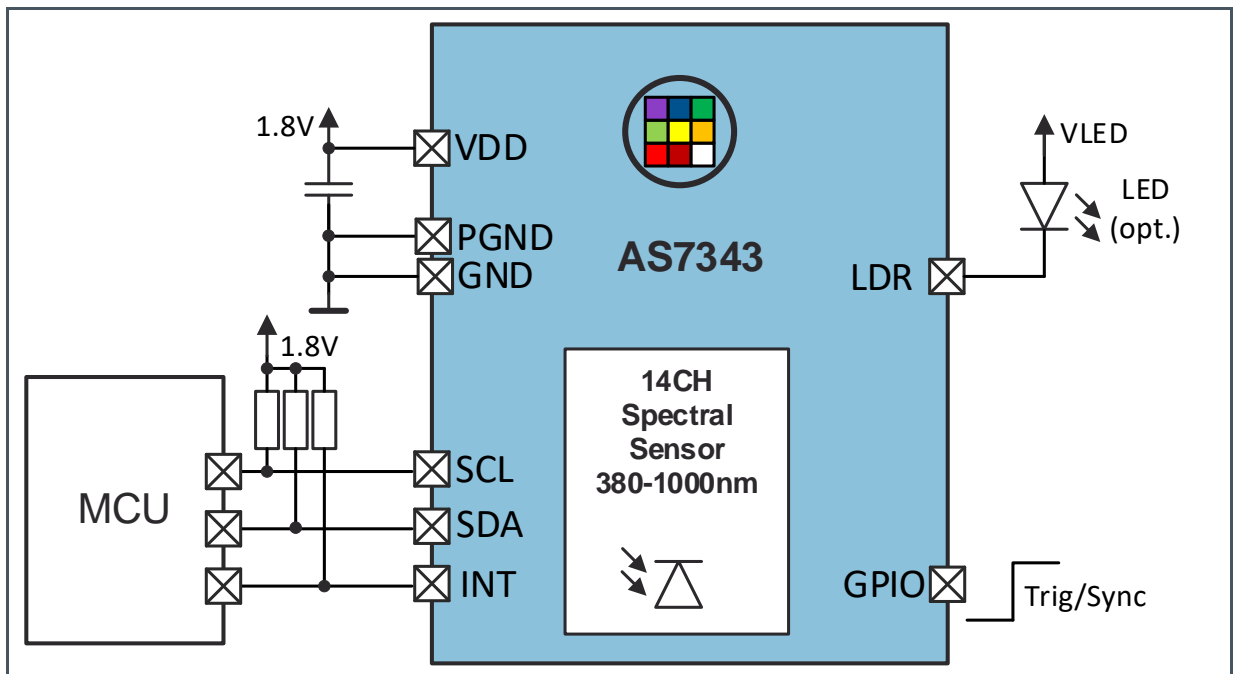 1.8V
VDD
PGND
GND
AS7343
VLED
LED
(opt.)
LDR
1.8V
14CH
Spectral
Sensor
380-1000nm
MCU
SCL
SDA
INT
GPIO
Trig/Sync